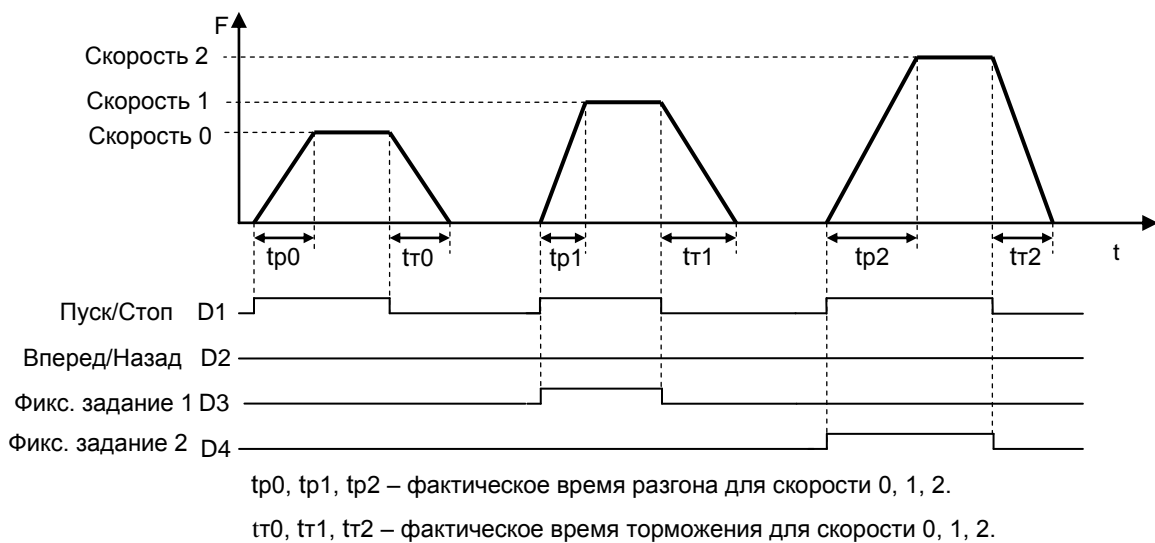 F
Скорость 2
Скорость 1
Скорость 0
tр0 tт0 tр1 tт1 tр2 tт2 t
Пуск/Стоп D1
Вперед/Назад D2
Фикс. задание 1 D3
Фикс. задание 2 D4
tр0, tр1, tр2 – фактическое время разгона для скорости 0, 1, 2.
tт0, tт1, tт2 – фактическое время торможения для скорости 0, 1, 2.